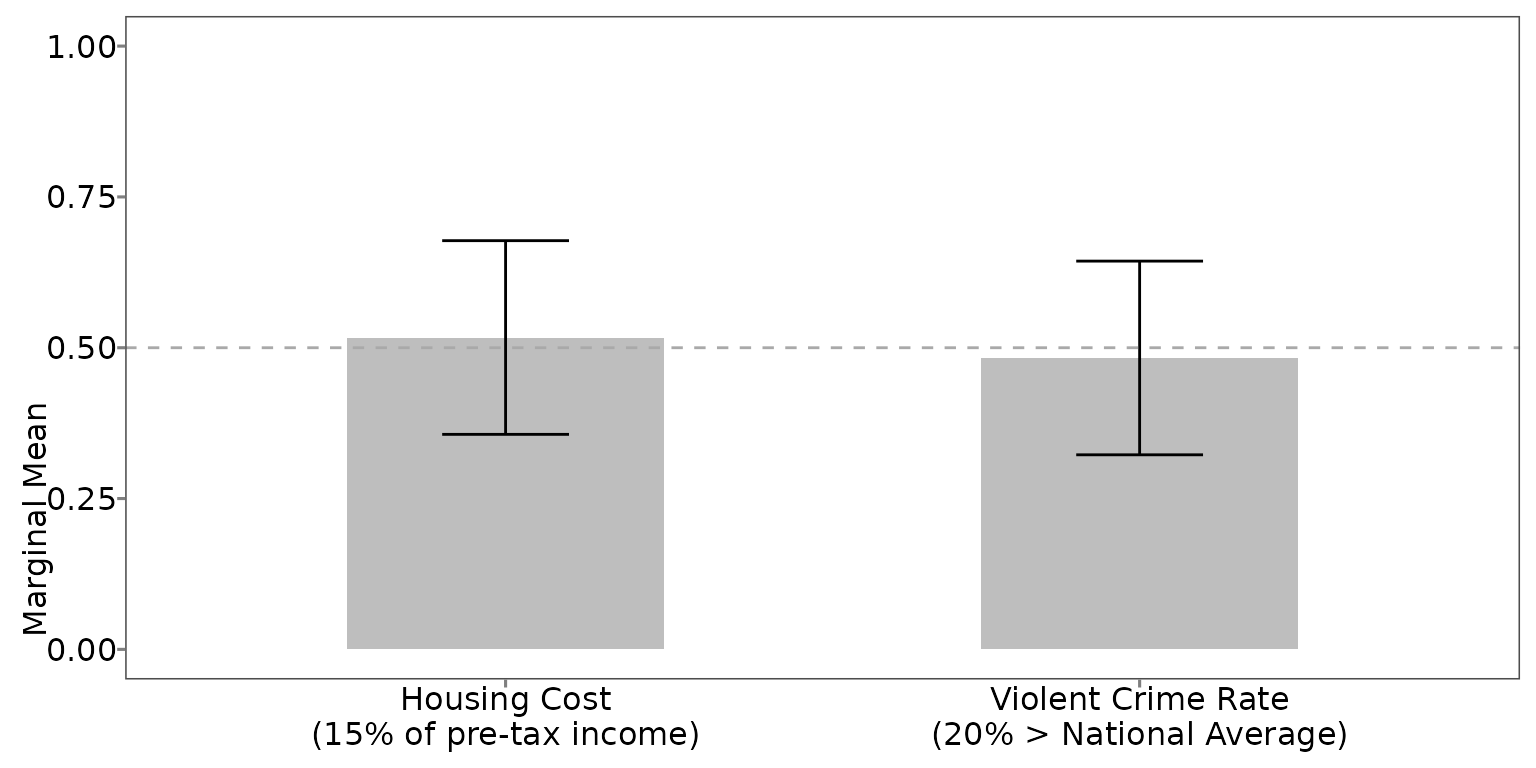 1.00
0.75
0.50
0.25
0.00
Marginal Mean
Housing Cost
(15% of pre-tax income)
Violent Crime Rate
(20% > National Average)